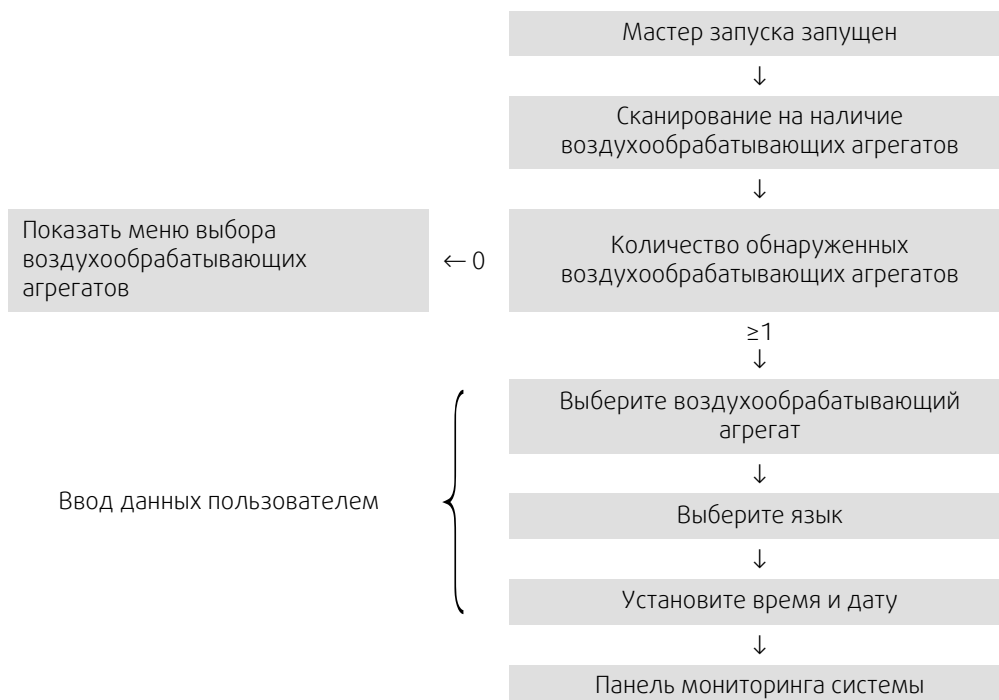 Мастер запуска запущен
↓
Сканирование на наличие
воздухообрабатывающих агрегатов
↓
Показать меню выбора
воздухообрабатывающих
агрегатов
← 0
Количество обнаруженных
воздухообрабатывающих агрегатов
≥1
↓
Выберите воздухообрабатывающий
агрегат
↓
Ввод данных пользователем
Выберите язык
↓
Установите время и дату
↓
Панель мониторинга системы